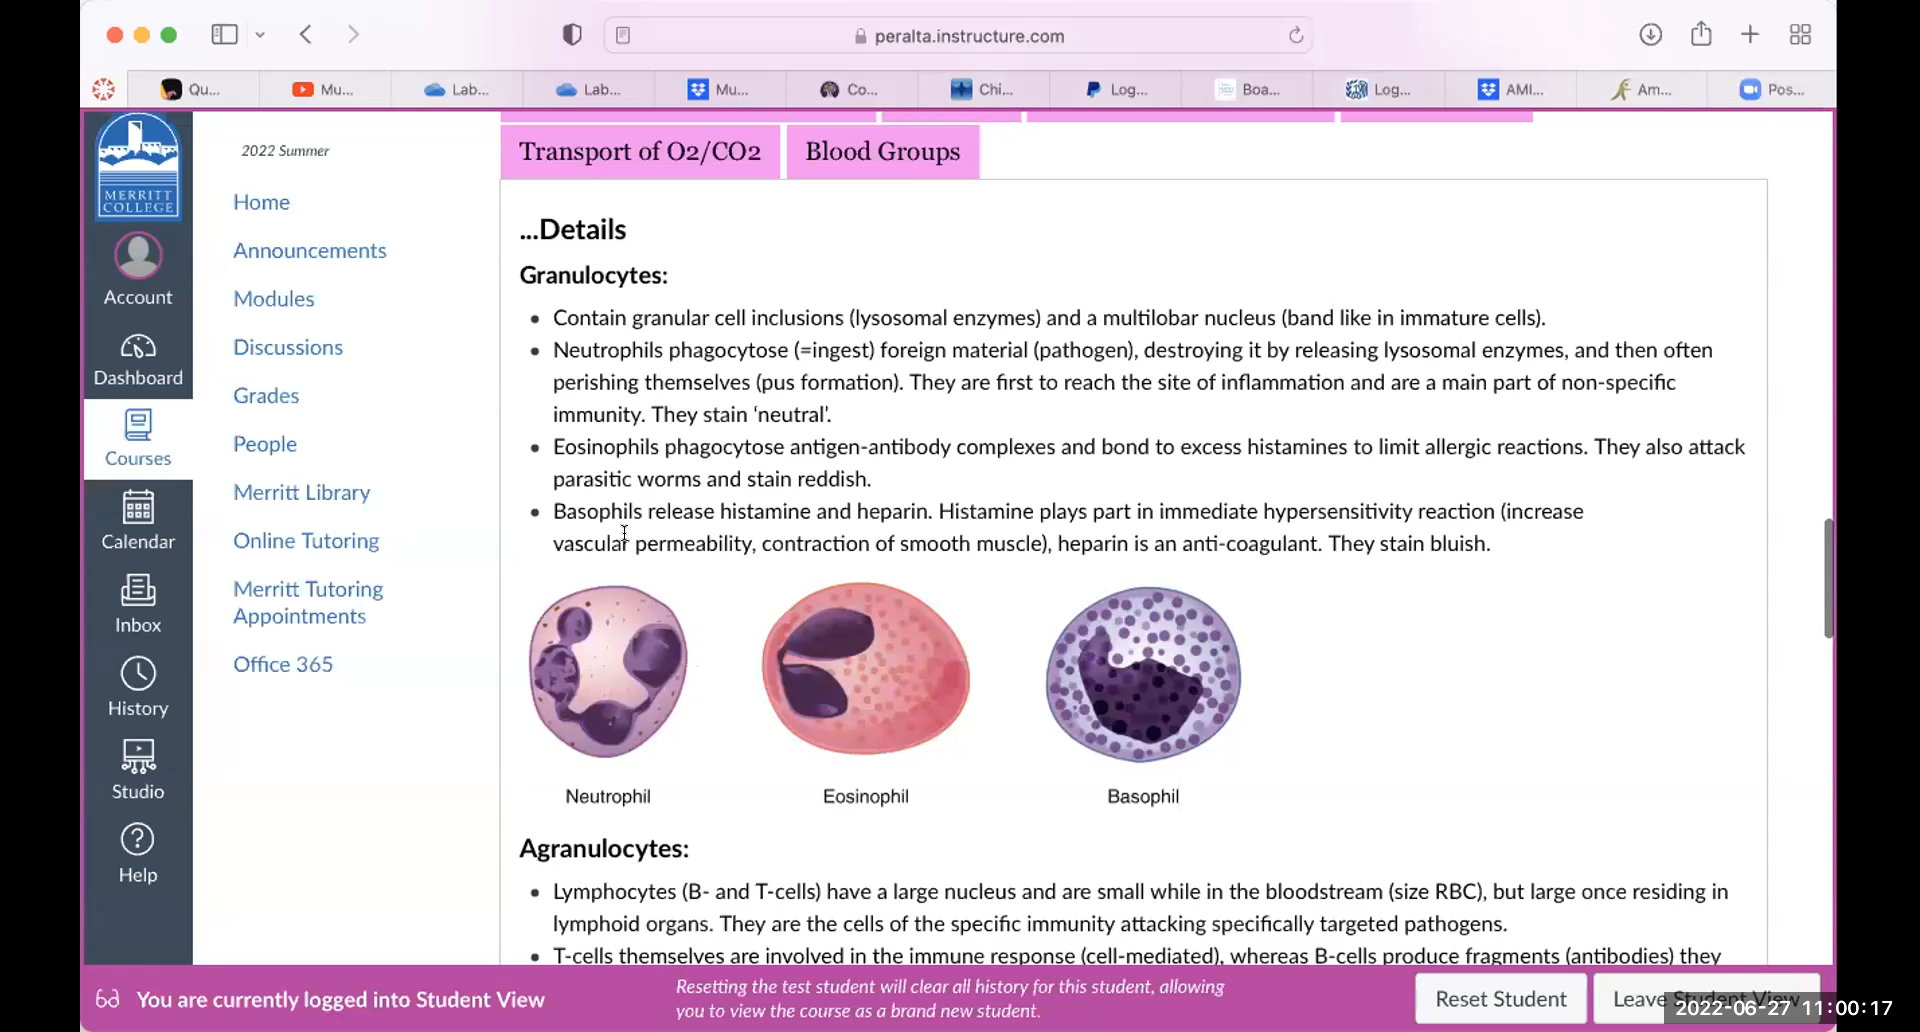 peralta.instructure.com
Qu...
Mu...
Lab...
Lab...
Mu...
Co...
Chi...
Log...
Boa...
Log...
AMI...
Am...
Pos...
MERRITT
COLLEGE
Account
Dashboard
Courses
Calendar
Inbox
History
Studio
Help
2022 Summer
Home
Announcements
Modules
Discussions
Grades
People
Merritt Library
Online Tutoring
Merritt Tutoring
Appointments
Office 365
Transport of O2/CO2
Blood Groups
...Details
Granulocytes:
Contain granular cell inclusions (lysosomal enzymes) and a multilobar nucleus (band like in immature cells).
Neutrophils phagocytose (=ingest) foreign material (pathogen), destroying it by releasing lysosomal enzymes, and then often
perishing themselves (pus formation). They are first to reach the site of inflammation and are a main part of non-specific
immunity. They stain ‘neutral’.
Eosinophils phagocytose antigen-antibody complexes and bond to excess histamines to limit allergic reactions. They also attack
parasitic worms and stain reddish.
Basophils release histamine and heparin. Histamine plays part in immediate hypersensitivity reaction (increase
vascular permeability, contraction of smooth muscle), heparin is an anti-coagulant. They stain bluish.
Neutrophil
Eosinophil
Basophil
Agranulocytes:
Lymphocytes (B- and T-cells) have a large nucleus and are small while in the bloodstream (size RBC), but large once residing in
lymphoid organs. They are the cells of the specific immunity attacking specifically targeted pathogens.
T-cells themselves are involved in the immune response (cell-mediated), whereas B-cells produce fragments (antibodies) they
You are currently logged into Student View
Resetting the test student will clear all history for this student, allowing
you to view the course as a brand new student.
Reset Student
Leave Student View
2022-06-27 11:00:17